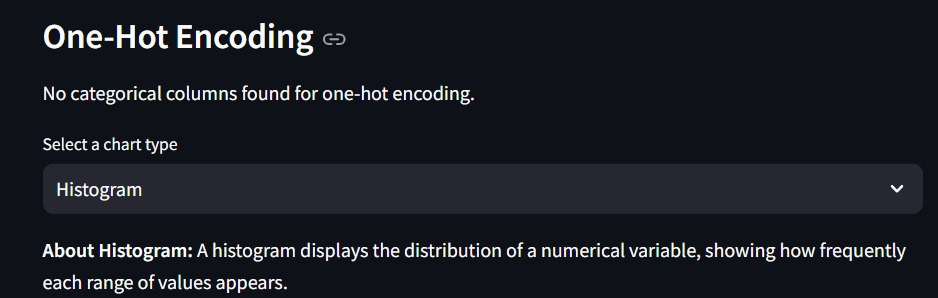 One-Hot Encoding
No categorical columns found for one-hot encoding.
Select a chart type
Histogram
About Histogram: A histogram displays the distribution of a numerical variable, showing how frequently
each range of values appears.